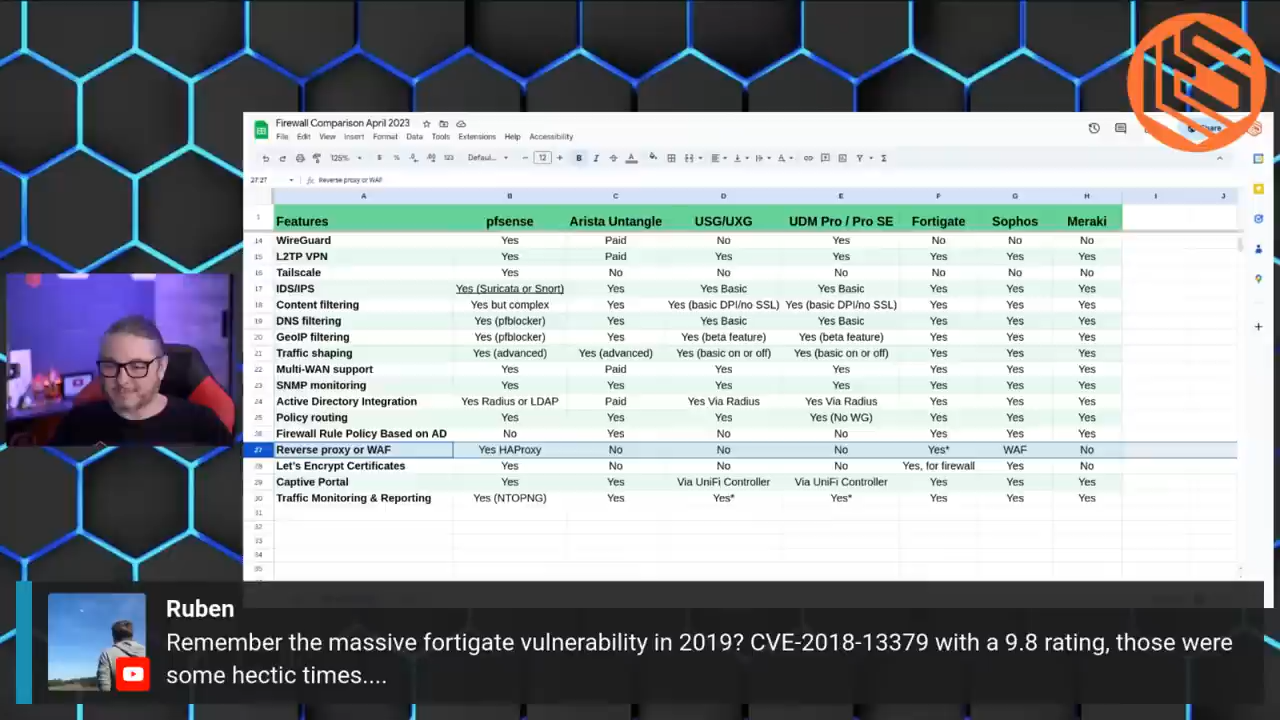 Firewall Comparison April 2023
File Edit View Insert Format Data Tools Extensions Help Accessibility
Share
125% $ % .0 .00 123 Defaul... 12 B I A Σ
27:27 fx Reverse proxy or WAF
A B C D E F G H I J
1 Features pfsense Arista Untangle USG/UXG UDM Pro / Pro SE Fortigate Sophos Meraki
14 WireGuard Yes Paid No Yes No No No
15 L2TP VPN Yes Paid Yes Yes Yes Yes Yes
16 Tailscale Yes No No No No No No
17 IDS/IPS Yes (Suricata or Snort) Yes Yes Basic Yes Basic Yes Yes Yes
18 Content filtering Yes but complex Yes Yes (basic DPI/no SSL) Yes (basic DPI/no SSL) Yes Yes Yes
19 DNS filtering Yes (pfblocker) Yes Yes Basic Yes Basic Yes Yes Yes
20 GeoIP filtering Yes (pfblocker) Yes Yes (beta feature) Yes (beta feature) Yes Yes Yes
21 Traffic shaping Yes (advanced) Yes (advanced) Yes (basic on or off) Yes (basic on or off) Yes Yes Yes
22 Multi-WAN support Yes Paid Yes Yes Yes Yes Yes
23 SNMP monitoring Yes Yes Yes Yes Yes Yes Yes
24 Active Directory Integration Yes Radius or LDAP Paid Yes Via Radius Yes Via Radius Yes Yes Yes
25 Policy routing Yes Yes Yes Yes (No WG) Yes Yes Yes
26 Firewall Rule Policy Based on AD No Yes No No Yes Yes Yes
27 Reverse proxy or WAF Yes HAProxy No No No Yes* WAF No
28 Let's Encrypt Certificates Yes No No No Yes, for firewall Yes No
29 Captive Portal Yes Yes Via UniFi Controller Via UniFi Controller Yes Yes Yes
30 Traffic Monitoring & Reporting Yes (NTOPNG) Yes Yes* Yes* Yes Yes Yes
31
32
33
34
35
Ruben
Remember the massive fortigate vulnerability in 2019? CVE-2018-13379 with a 9.8 rating, those were
some hectic times....